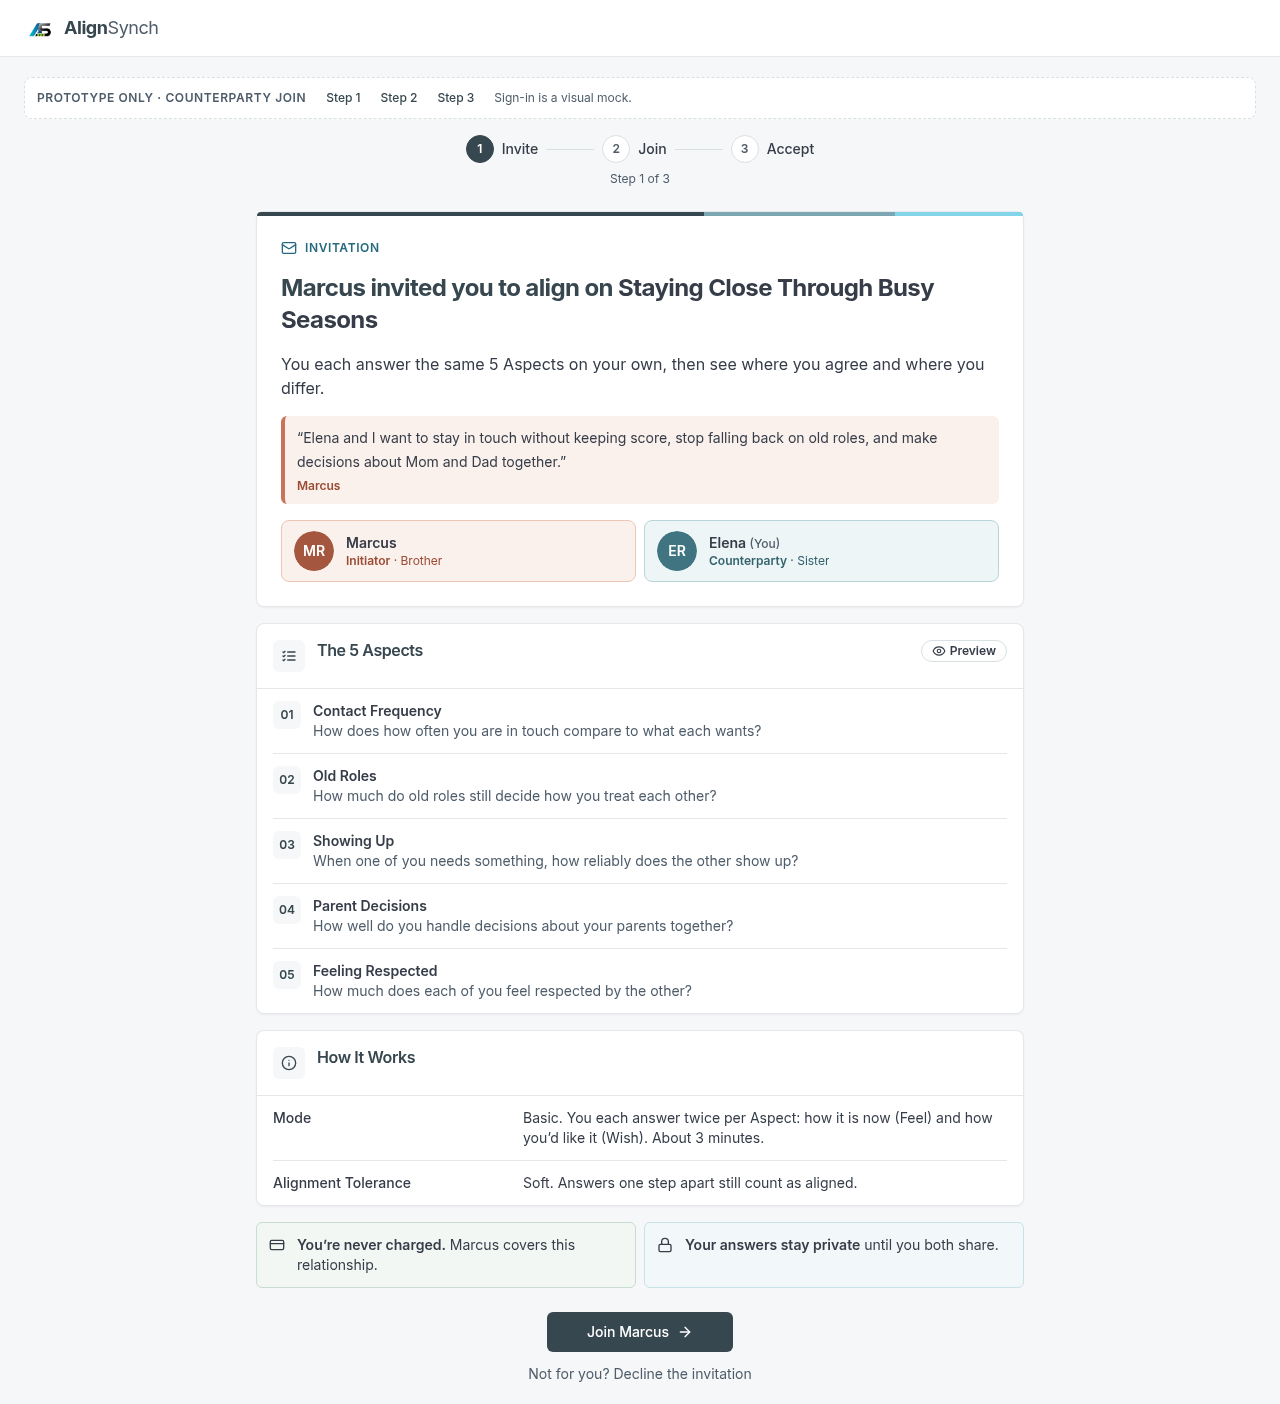 AlignSynch
PROTOTYPE ONLY · COUNTERPARTY JOIN Step 1 Step 2 Step 3 Sign-in is a visual mock.
1 Invite 2 Join 3 Accept
Step 1 of 3
INVITATION
Marcus invited you to align on Staying Close Through Busy
Seasons
You each answer the same 5 Aspects on your own, then see where you agree and where you
differ.
“Elena and I want to stay in touch without keeping score, stop falling back on old roles, and make
decisions about Mom and Dad together.”
Marcus
MR Marcus
Initiator · Brother
ER Elena (You)
Counterparty · Sister
The 5 Aspects
Preview
01 Contact Frequency
How does how often you are in touch compare to what each wants?
02 Old Roles
How much do old roles still decide how you treat each other?
03 Showing Up
When one of you needs something, how reliably does the other show up?
04 Parent Decisions
How well do you handle decisions about your parents together?
05 Feeling Respected
How much does each of you feel respected by the other?
How It Works
Mode
Basic. You each answer twice per Aspect: how it is now (Feel) and how
you’d like it (Wish). About 3 minutes.
Alignment Tolerance
Soft. Answers one step apart still count as aligned.
You’re never charged. Marcus covers this
relationship.
Your answers stay private until you both share.
Join Marcus
Not for you? Decline the invitation